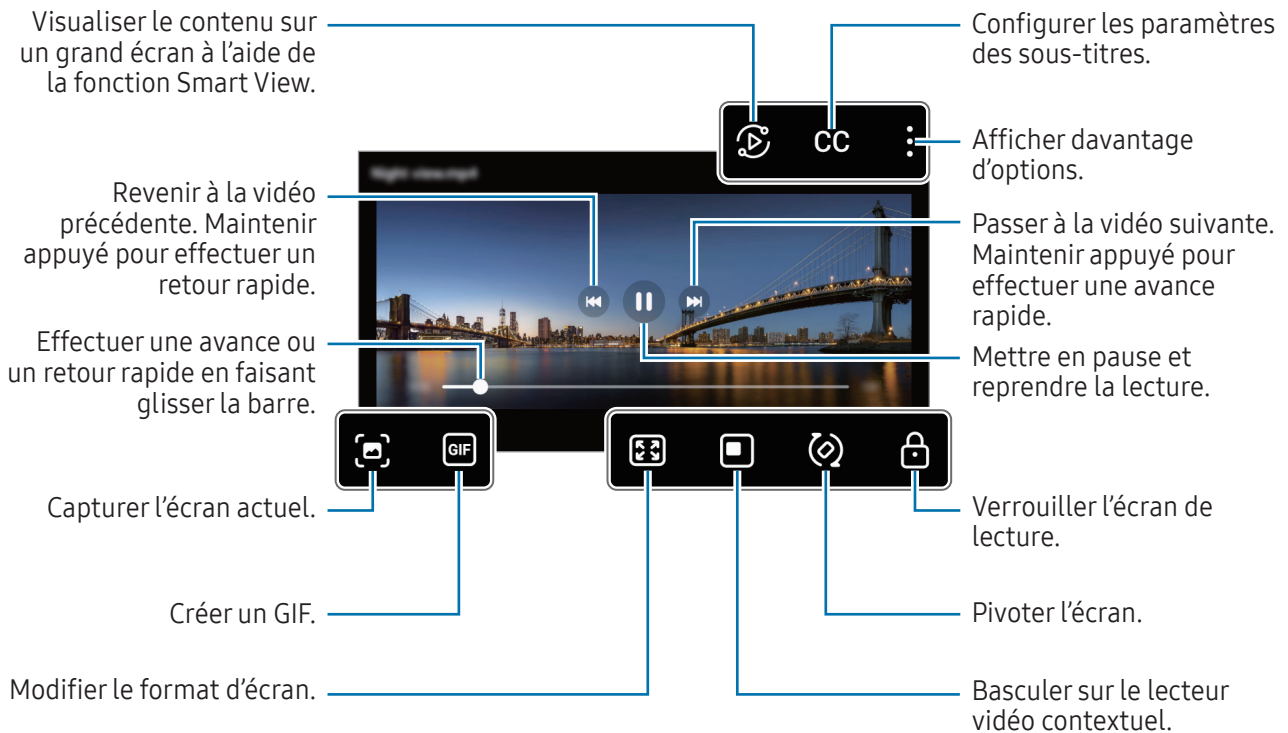 Visualiser le contenu sur
un grand écran à l'aide de
la fonction Smart View.
Configurer les paramètres
des sous-titres.
CC
Afficher davantage
d'options.
Night view.mp4
Revenir à la vidéo
précédente. Maintenir
appuyé pour effectuer un
retour rapide.
Passer à la vidéo suivante.
Maintenir appuyé pour
effectuer une avance
rapide.
Effectuer une avance ou
un retour rapide en faisant
glisser la barre.
Mettre en pause et
reprendre la lecture.
GIF
Capturer l'écran actuel.
Verrouiller l'écran de
lecture.
Créer un GIF.
Pivoter l'écran.
Modifier le format d'écran.
Basculer sur le lecteur
vidéo contextuel.